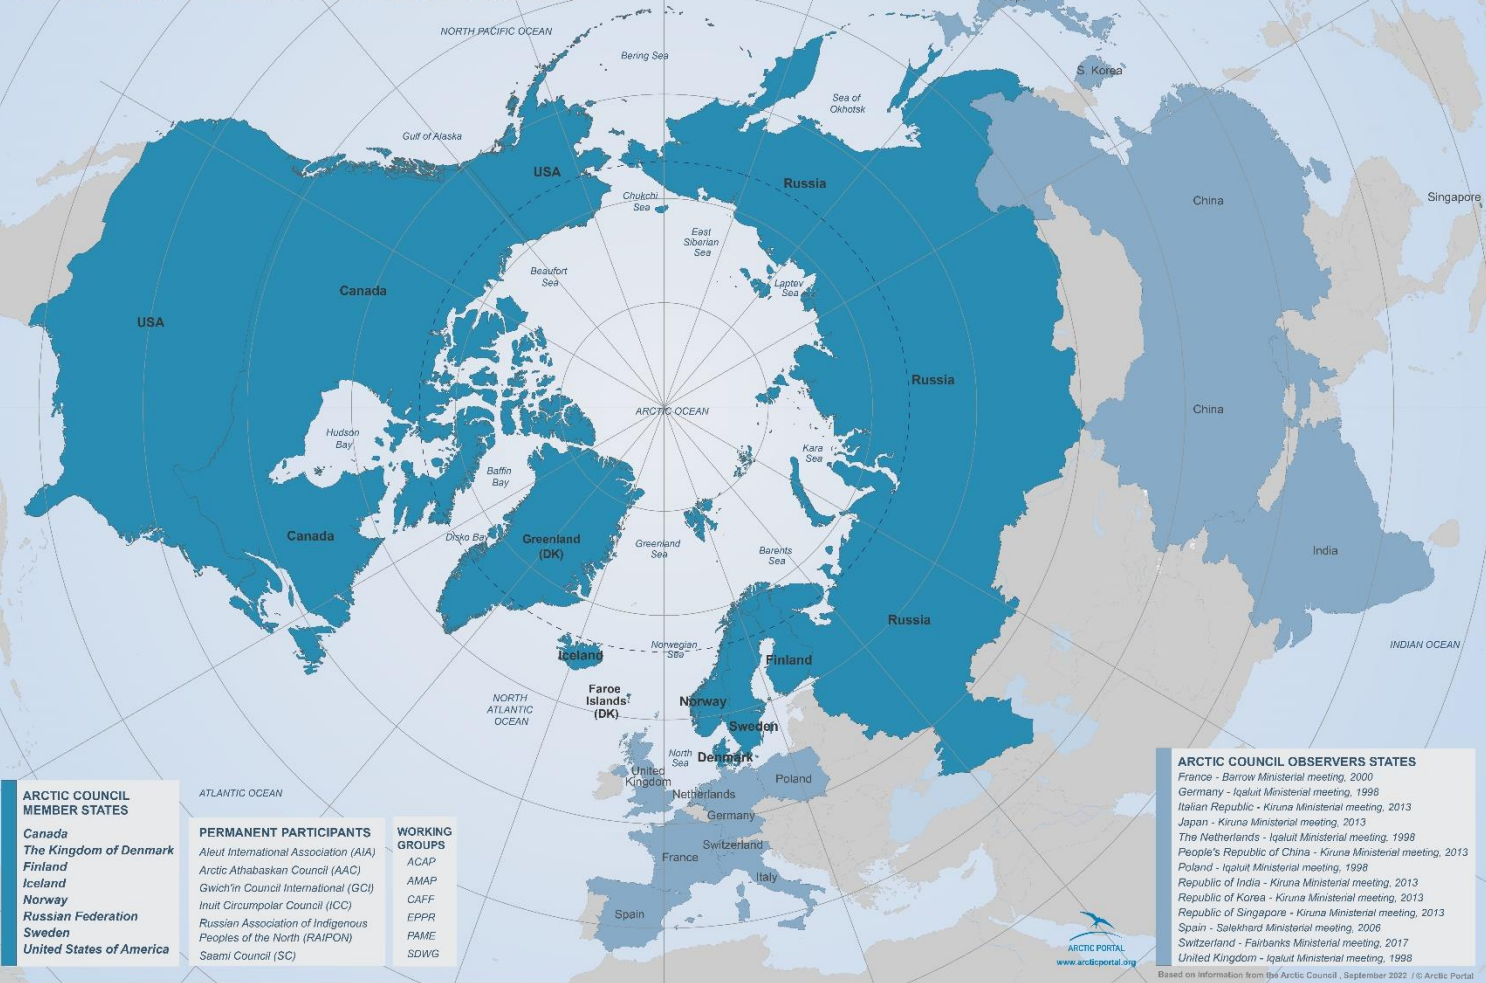 NORTH PACIFIC OCEAN
Bering Sea
S. Korea
Sea of
Okhotsk
Gulf of Alaska
USA
Russia
Chukchi
Sea
China
Singapore
East
Siberian
Sea
Beaufort
Sea
Laptev
Sea
Canada
USA
Russia
ARCTIC OCEAN
China
Hudson
Bay
Kara
Sea
Baffin
Bay
Canada
Disko Bay
Greenland
(DK)
Greenland
Sea
Barents
Sea
India
Russia
INDIAN OCEAN
Iceland
Norwegian
Sea
Finland
Faroe
Islands
(DK)
NORTH
ATLANTIC
OCEAN
Norway
Sweden
North
Sea
Denmark
United
Kingdom
Poland
Netherlands
Germany
Switzerland
France
Italy
Spain
ATLANTIC OCEAN
ARCTIC COUNCIL
MEMBER STATES
Canada
The Kingdom of Denmark
Finland
Iceland
Norway
Russian Federation
Sweden
United States of America
PERMANENT PARTICIPANTS
Aleut International Association (AIA)
Arctic Athabaskan Council (AAC)
Gwich'in Council International (GCI)
Inuit Circumpolar Council (ICC)
Russian Association of Indigenous
Peoples of the North (RAIPON)
Saami Council (SC)
WORKING
GROUPS
ACAP
AMAP
CAFF
EPPR
PAME
SDWG
ARCTIC PORTAL
www.arcticportal.org
ARCTIC COUNCIL OBSERVERS STATES
France - Barrow Ministerial meeting, 2000
Germany - Iqaluit Ministerial meeting, 1998
Italian Republic - Kiruna Ministerial meeting, 2013
Japan - Kiruna Ministerial meeting, 2013
The Netherlands - Iqaluit Ministerial meeting, 1998
People's Republic of China - Kiruna Ministerial meeting, 2013
Poland - Iqaluit Ministerial meeting, 1998
Republic of India - Kiruna Ministerial meeting, 2013
Republic of Korea - Kiruna Ministerial meeting, 2013
Republic of Singapore - Kiruna Ministerial meeting, 2013
Spain - Salekhard Ministerial meeting, 2006
Switzerland - Fairbanks Ministerial meeting, 2017
United Kingdom - Iqaluit Ministerial meeting, 1998
Based on information from the Arctic Council, September 2022 / © Arctic Portal